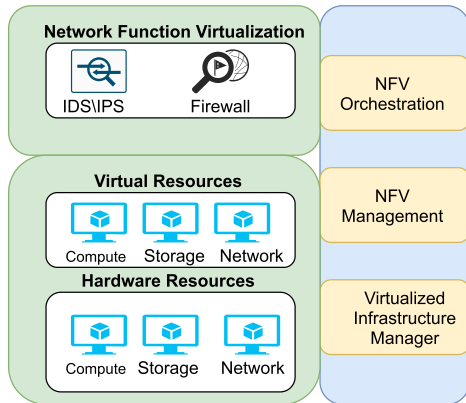 Network Function Virtualization
IDS\IPS
Firewall
NFV
Orchestration
Virtual Resources
Compute
Storage
Network
NFV
Management
Hardware Resources
Compute
Storage
Network
Virtualized
Infrastructure
Manager